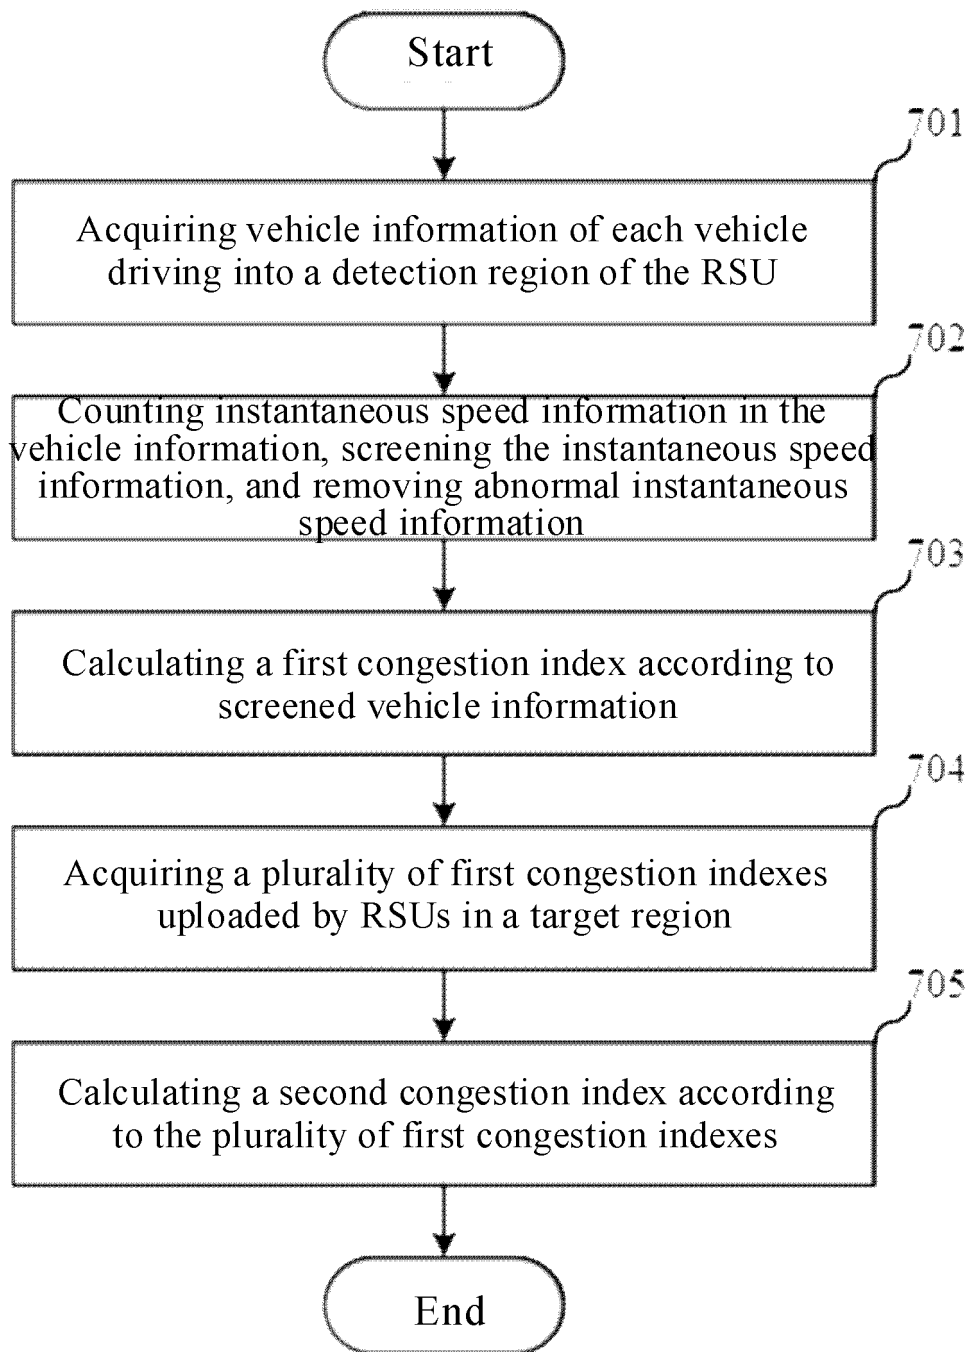 Start
701
Acquiring vehicle information of each vehicle
driving into a detection region of the RSU
702
Counting instantaneous speed information in the
vehicle information, screening the instantaneous speed
information, and removing abnormal instantaneous
speed information
703
Calculating a first congestion index according to
screened vehicle information
704
Acquiring a plurality of first congestion indexes
uploaded by RSUs in a target region
705
Calculating a second congestion index according
to the plurality of first congestion indexes
End